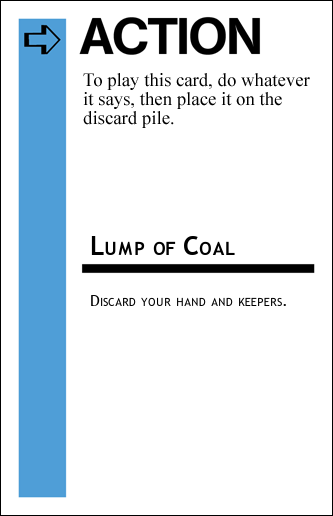 ACTION
To play this card, do whatever
it says, then place it on the
discard pile.
Lump of Coal
Discard your hand and keepers.